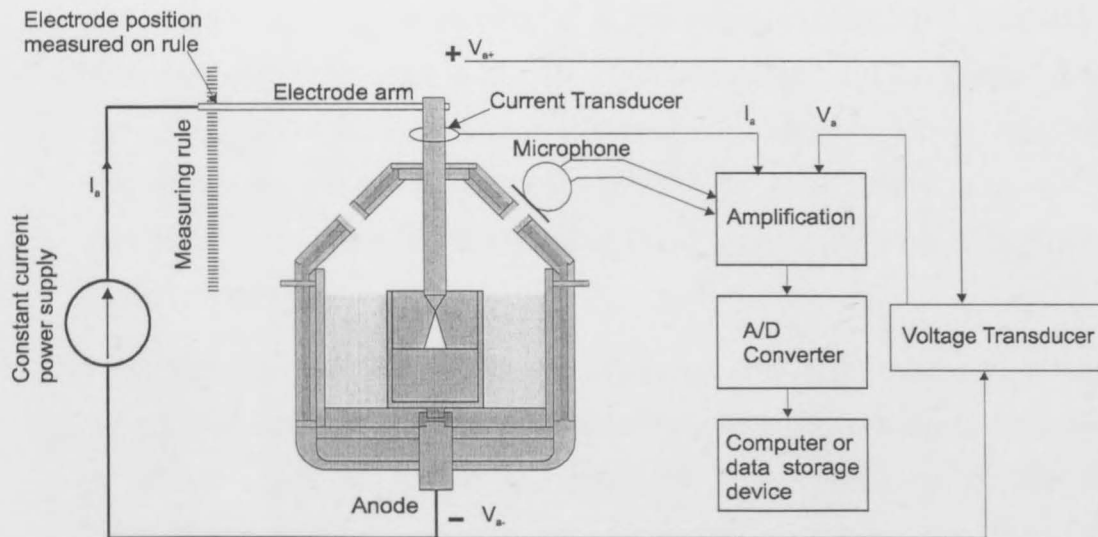 Electrode position
measured on rule
Electrode arm
Measuring rule
Iₐ
Constant current
power supply
+ Vₐ₊
Current Transducer
Iₐ
Vₐ
Microphone
Amplification
A/D
Converter
Voltage Transducer
Computer or
data storage
device
Anode
− Vₐ₋